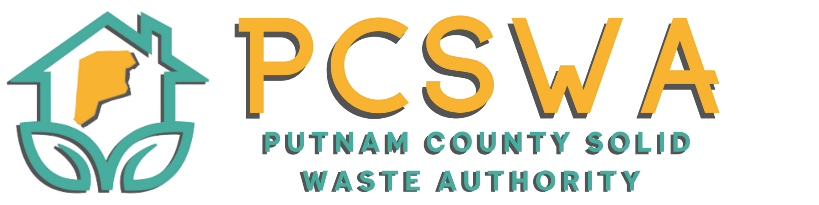 PCSWA
PUTNAM COUNTY SOLID
WASTE AUTHORITY